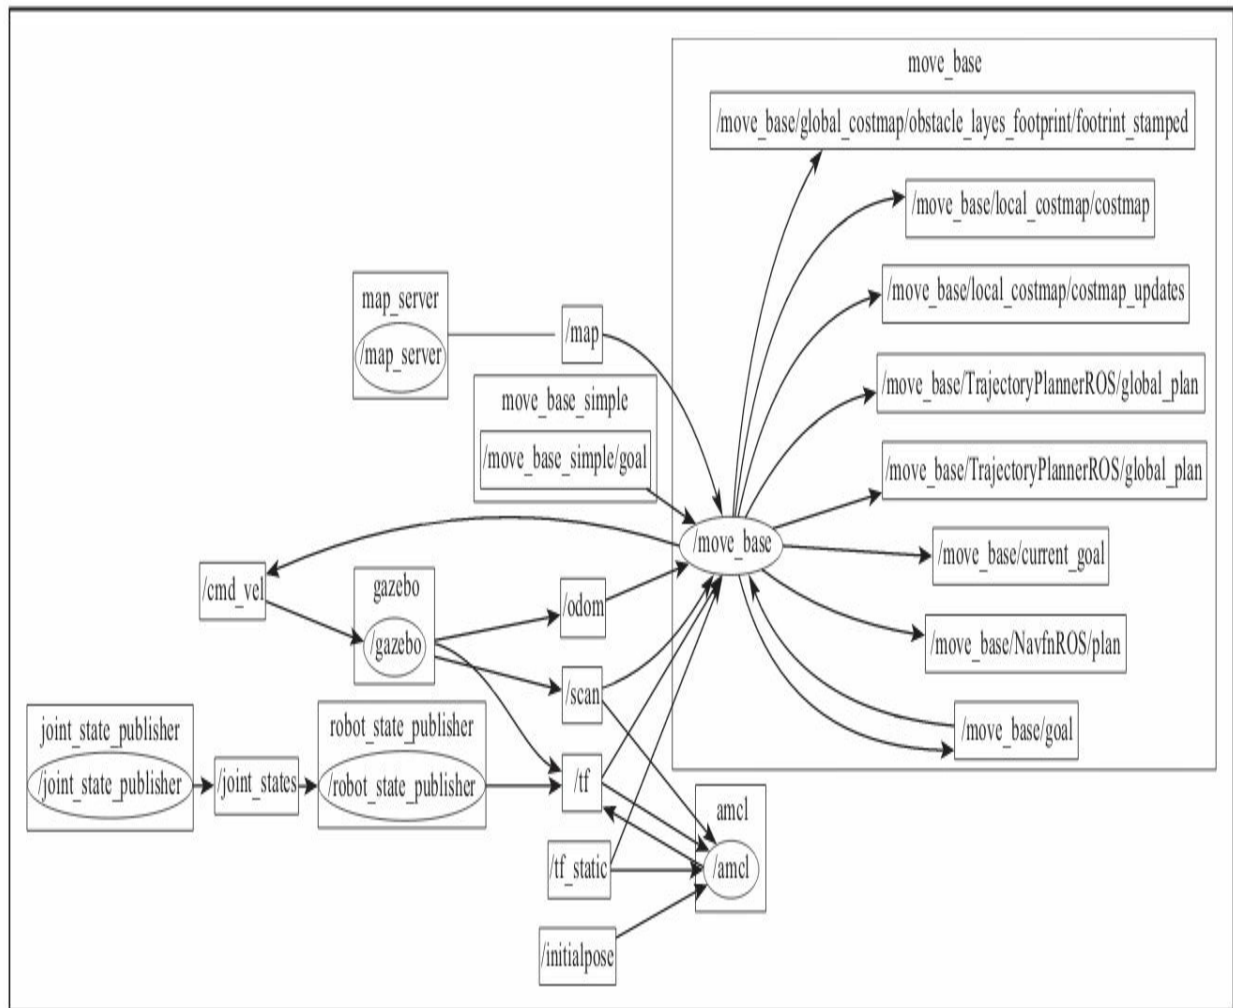 move_base
/move_base/global_costmap/obstacle_layes_footprint/footrint_stamped
/move_base/local_costmap/costmap
/move_base/local_costmap/costmap_updates
/move_base/TrajectoryPlannerROS/global_plan
/move_base/TrajectoryPlannerROS/global_plan
/move_base/current_goal
/move_base/NavfnROS/plan
/move_base/goal
map_server
/map_server
/map
move_base_simple
/move_base_simple/goal
/move_base
/cmd_vel
gazebo
/gazebo
/odom
/scan
joint_state_publisher
/joint_state_publisher
/joint_states
robot_state_publisher
/robot_state_publisher
/tf
/tf_static
/initialpose
amcl
/amcl